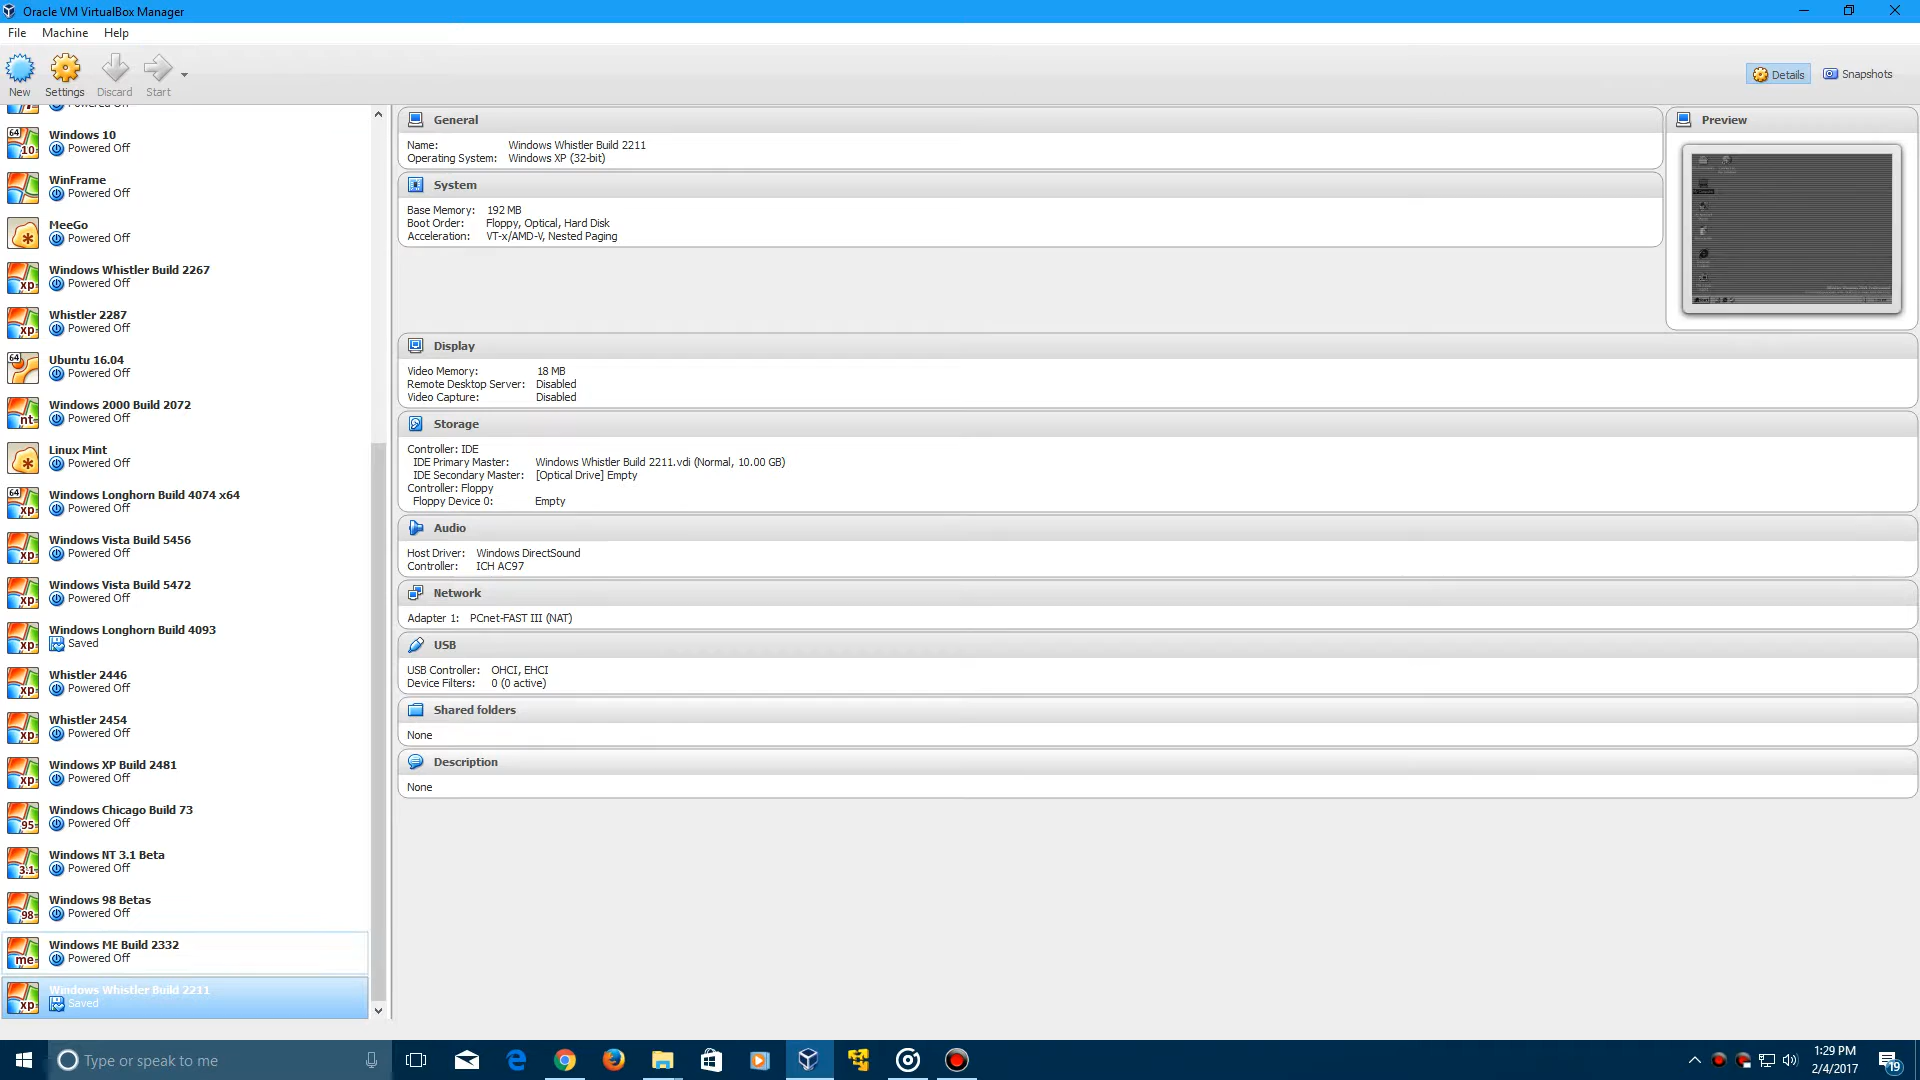 Oracle VM VirtualBox Manager
File Machine Help
New Settings Discard Start
Details Snapshots
Powered Off
Windows 10
Powered Off
WinFrame
Powered Off
MeeGo
Powered Off
Windows Whistler Build 2267
Powered Off
Whistler 2287
Powered Off
Ubuntu 16.04
Powered Off
Windows 2000 Build 2072
Powered Off
Linux Mint
Powered Off
Windows Longhorn Build 4074 x64
Powered Off
Windows Vista Build 5456
Powered Off
Windows Vista Build 5472
Powered Off
Windows Longhorn Build 4093
Saved
Whistler 2446
Powered Off
Whistler 2454
Powered Off
Windows XP Build 2481
Powered Off
Windows Chicago Build 73
Powered Off
Windows NT 3.1 Beta
Powered Off
Windows 98 Betas
Powered Off
Windows ME Build 2332
Powered Off
Windows Whistler Build 2211
Saved
General
Name: Windows Whistler Build 2211
Operating System: Windows XP (32-bit)
System
Base Memory: 192 MB
Boot Order: Floppy, Optical, Hard Disk
Acceleration: VT-x/AMD-V, Nested Paging
Preview
Display
Video Memory: 18 MB
Remote Desktop Server: Disabled
Video Capture: Disabled
Storage
Controller: IDE
IDE Primary Master: Windows Whistler Build 2211.vdi (Normal, 10.00 GB)
IDE Secondary Master: [Optical Drive] Empty
Controller: Floppy
Floppy Device 0: Empty
Audio
Host Driver: Windows DirectSound
Controller: ICH AC97
Network
Adapter 1: PCnet-FAST III (NAT)
USB
USB Controller: OHCI, EHCI
Device Filters: 0 (0 active)
Shared folders
None
Description
None
Type or speak to me
1:29 PM
2/4/2017
19